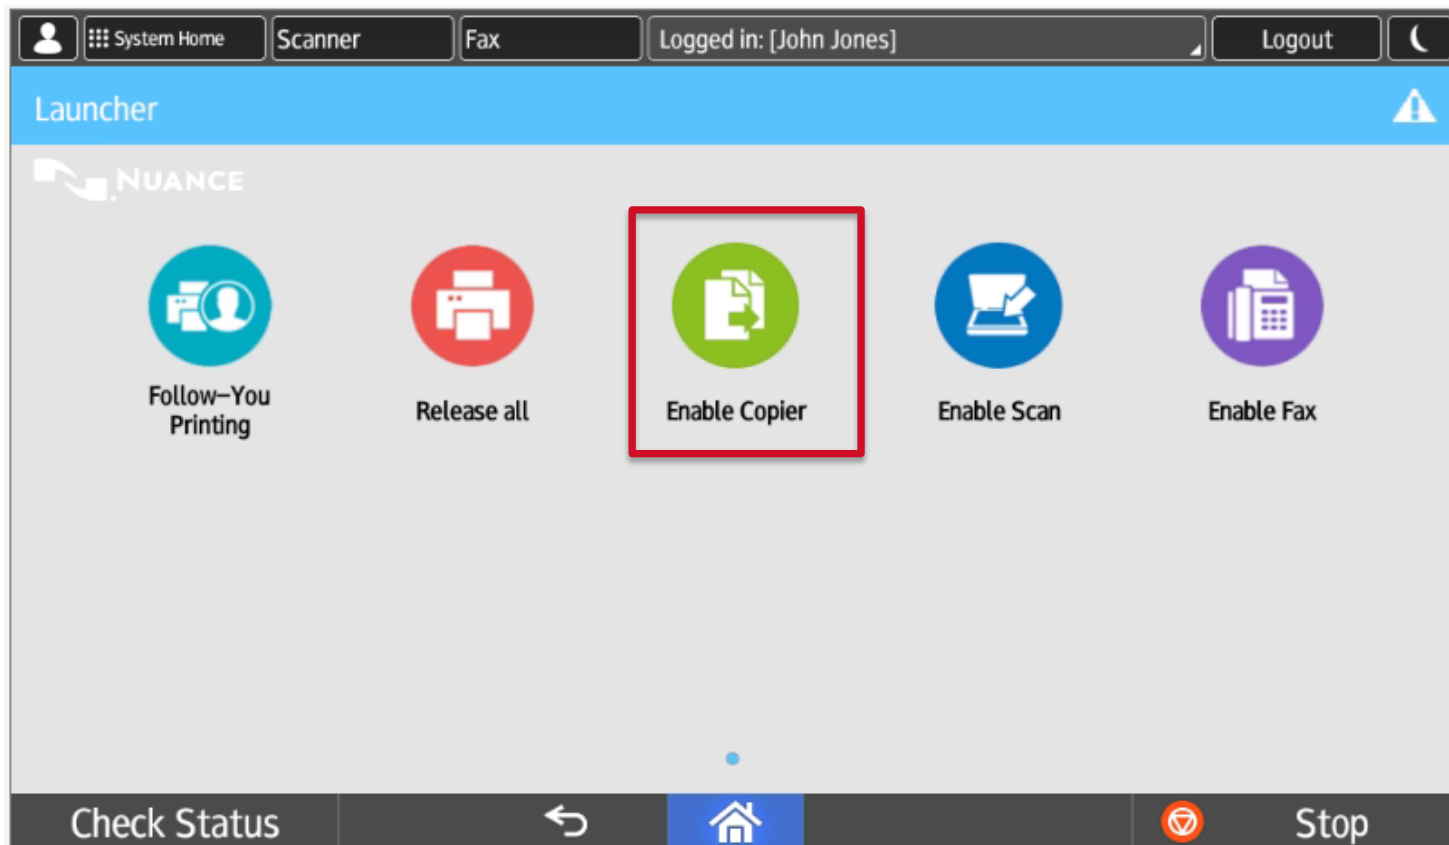 System Home
Scanner
Fax
Logged in: [John Jones]
Logout
Launcher
NUANCE
Follow–You
Printing
Release all
Enable Copier
Enable Scan
Enable Fax
Check Status
Stop